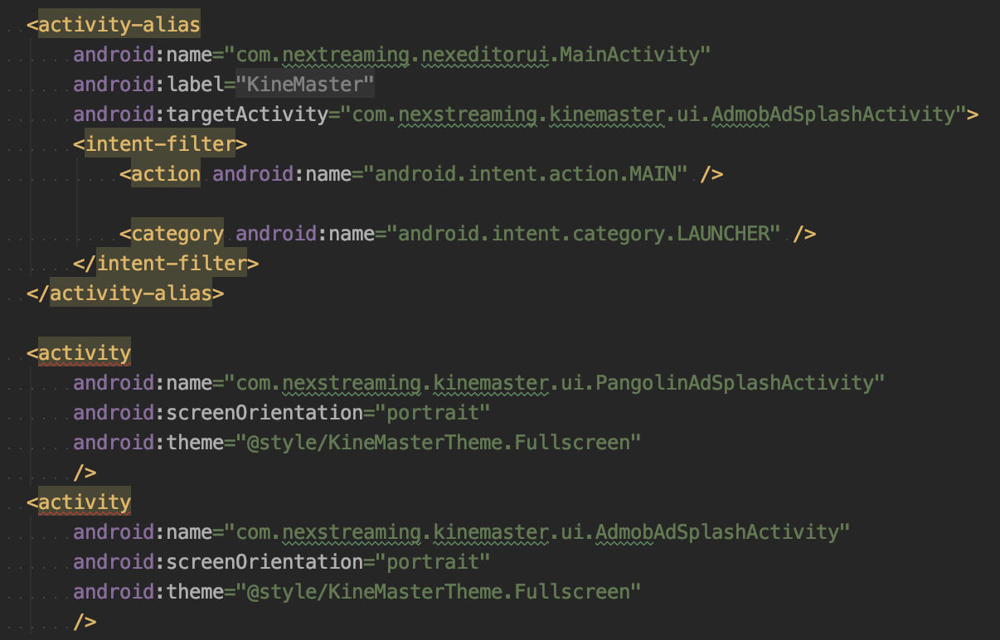 <activity-alias
android:name="com.nextreaming.nexeditorui.MainActivity"
android:label="KineMaster"
android:targetActivity="com.nexstreaming.kinemaster.ui.AdmobAdSplashActivity">
<intent-filter>
<action android:name="android.intent.action.MAIN" />
<category android:name="android.intent.category.LAUNCHER" />
</intent-filter>
</activity-alias>
<activity
android:name="com.nexstreaming.kinemaster.ui.PangolinAdSplashActivity"
android:screenOrientation="portrait"
android:theme="@style/KineMasterTheme.Fullscreen"
/>
<activity
android:name="com.nexstreaming.kinemaster.ui.AdmobAdSplashActivity"
android:screenOrientation="portrait"
android:theme="@style/KineMasterTheme.Fullscreen"
/>